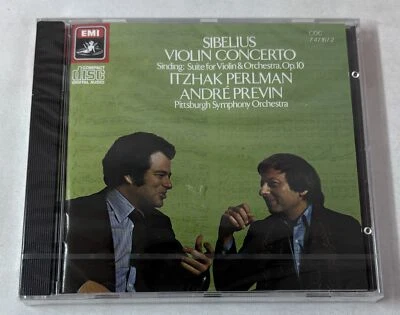 EMI
SIBELIUS
VIOLIN CONCERTO
Sinding: Suite for Violin & Orchestra, Op.10
ITZHAK PERLMAN
ANDRÉ PREVIN
Pittsburgh Symphony Orchestra
CDC
COMPACT
disc
DIGITAL AUDIO